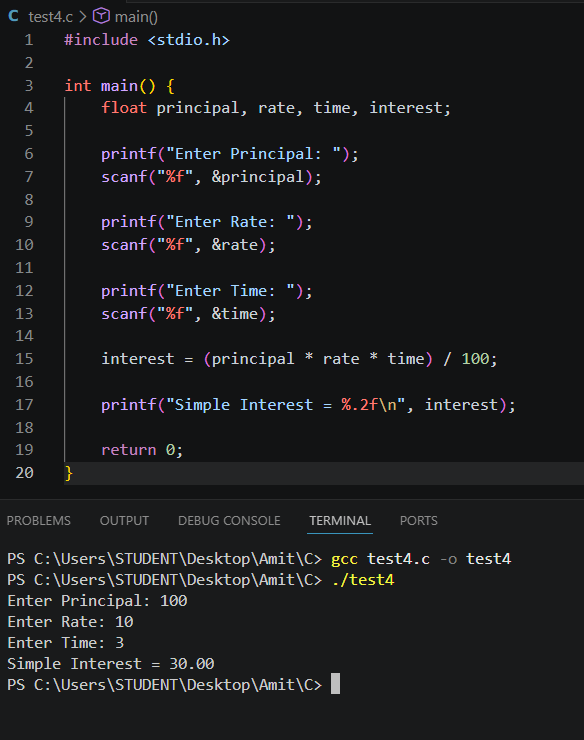 C test4.c > main()
1 #include <stdio.h>
2
3 int main() {
4     float principal, rate, time, interest;
5
6     printf("Enter Principal: ");
7     scanf("%f", &principal);
8
9     printf("Enter Rate: ");
10     scanf("%f", &rate);
11
12     printf("Enter Time: ");
13     scanf("%f", &time);
14
15     interest = (principal * rate * time) / 100;
16
17     printf("Simple Interest = %.2f\n", interest);
18
19     return 0;
20 }
PROBLEMS OUTPUT DEBUG CONSOLE TERMINAL PORTS
PS C:\Users\STUDENT\Desktop\Amit\C> gcc test4.c -o test4
PS C:\Users\STUDENT\Desktop\Amit\C> ./test4
Enter Principal: 100
Enter Rate: 10
Enter Time: 3
Simple Interest = 30.00
PS C:\Users\STUDENT\Desktop\Amit\C>